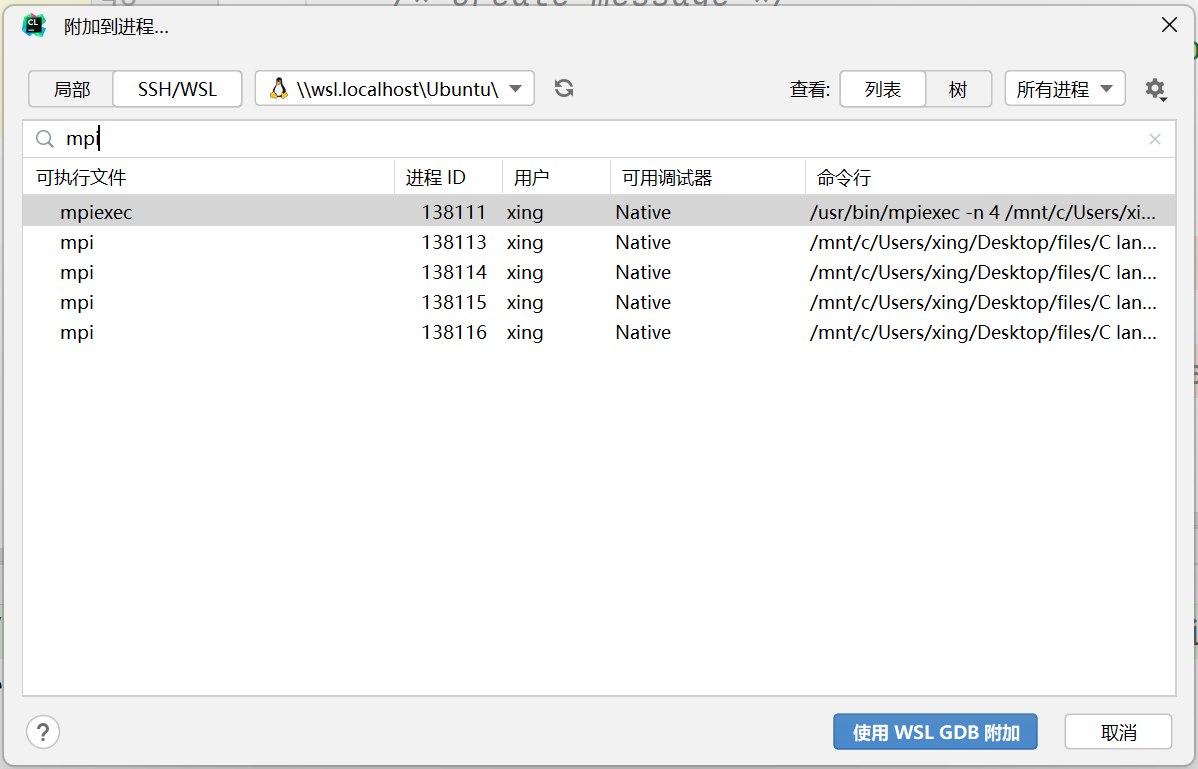 /* create message */
CL 附加到进程...
局部 SSH/WSL \\wsl.localhost\Ubuntu\ 查看: 列表 树 所有进程
mpi
可执行文件 进程 ID 用户 可用调试器 命令行
mpiexec 138111 xing Native /usr/bin/mpiexec -n 4 /mnt/c/Users/xi...
mpi 138113 xing Native /mnt/c/Users/xing/Desktop/files/C lan...
mpi 138114 xing Native /mnt/c/Users/xing/Desktop/files/C lan...
mpi 138115 xing Native /mnt/c/Users/xing/Desktop/files/C lan...
mpi 138116 xing Native /mnt/c/Users/xing/Desktop/files/C lan...
? 使用 WSL GDB 附加 取消